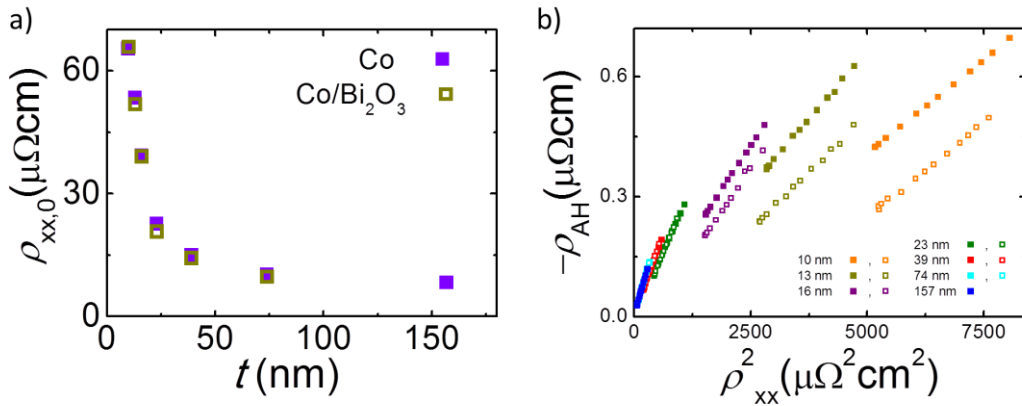 a)
ρxx,0(μΩcm)
60
30
0
0 50 100 150
t(nm)
Co
Co/Bi2O3
b)
−ρAH(μΩcm)
0.6
0.3
0.0
0 2500 5000 7500
ρ²xx(μΩ²cm²)
10 nm ,
13 nm ,
16 nm ,
23 nm ,
39 nm ,
74 nm ,
157 nm